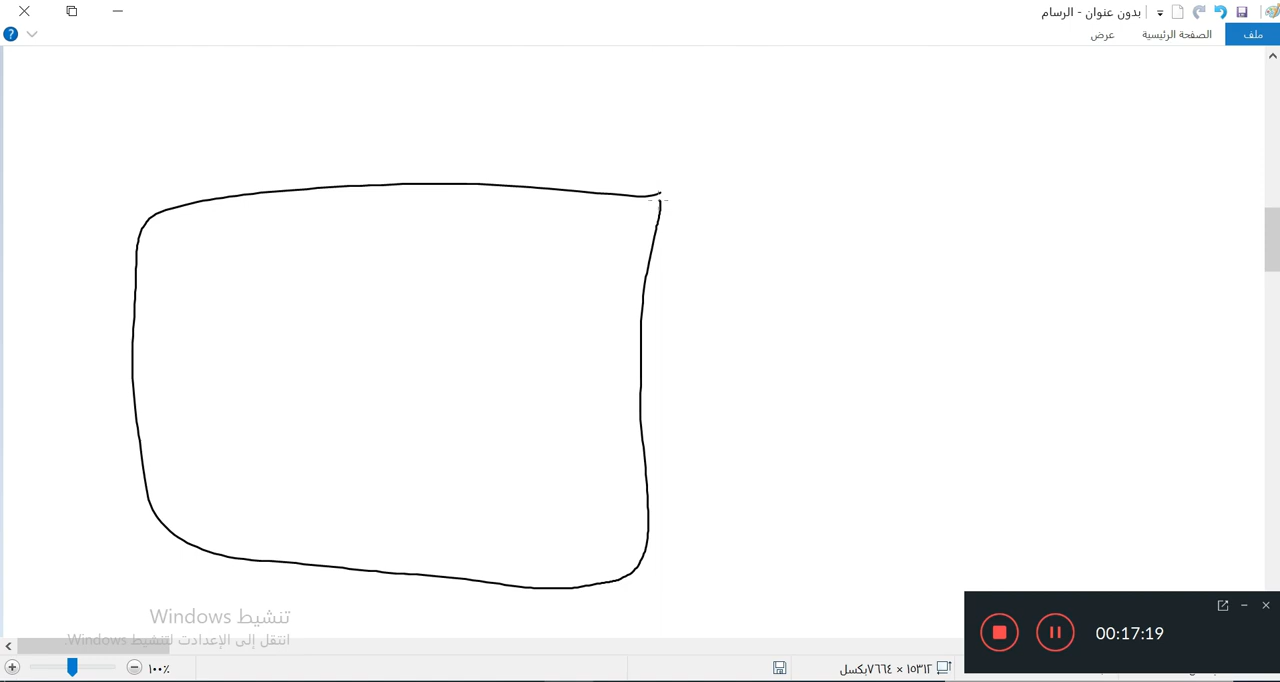 بدون عنوان - الرسام
ملف
الصفحة الرئيسية
عرض
تنشيط Windows
انتقل إلى الإعدادت لتنشيط Windows.
00:17:19
١٥٣١٢ × ٧٦٦٤بكسل
١٠٠٪